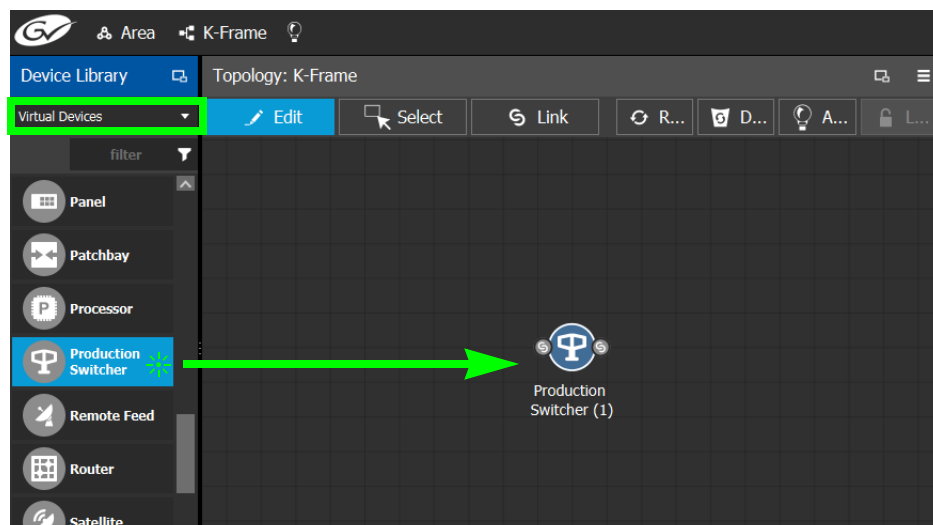 GV Area K-Frame
Device Library
Topology: K-Frame
Virtual Devices
Edit Select Link R... D... A... L...
filter
Panel
Patchbay
P Processor
Production
Switcher
Remote Feed
Router
Satellite
Production
Switcher (1)